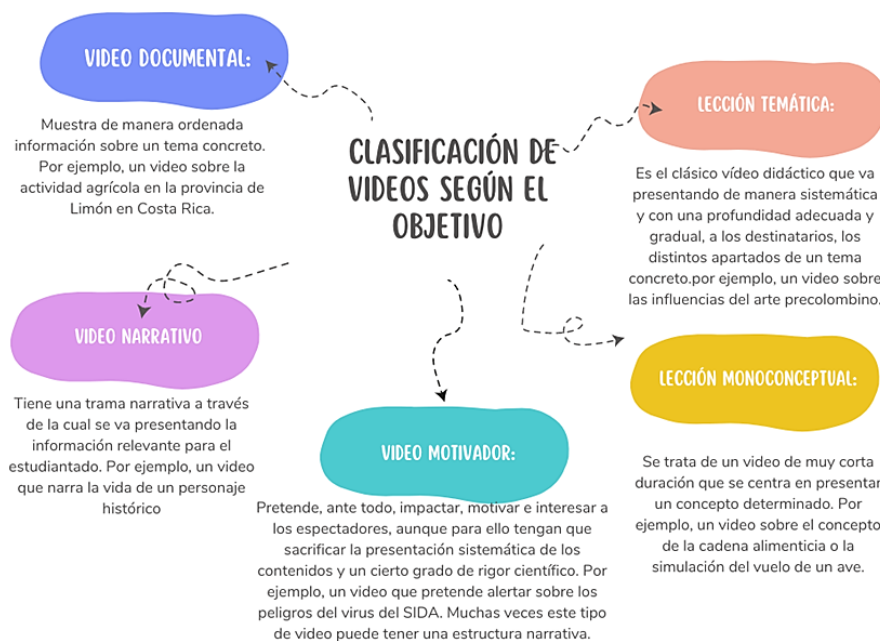 CLASIFICACIÓN DE
VIDEOS SEGÚN EL
OBJETIVO
VIDEO DOCUMENTAL:
Muestra de manera ordenada
información sobre un tema concreto.
Por ejemplo, un video sobre la
actividad agrícola en la provincia de
Limón en Costa Rica.
VIDEO NARRATIVO
Tiene una trama narrativa a través
de la cual se va presentando la
información relevante para el
estudiantado. Por ejemplo, un video
que narra la vida de un personaje
histórico
VIDEO MOTIVADOR:
Pretende, ante todo, impactar, motivar e interesar a
los espectadores, aunque para ello tengan que
sacrificar la presentación sistemática de los
contenidos y un cierto grado de rigor científico. Por
ejemplo, un video que pretende alertar sobre los
peligros del virus del SIDA. Muchas veces este tipo
de video puede tener una estructura narrativa.
LECCIÓN TEMÁTICA:
Es el clásico vídeo didáctico que va
presentando de manera sistemática
y con una profundidad adecuada y
gradual, a los destinatarios, los
distintos apartados de un tema
concreto.por ejemplo, un video sobre
las influencias del arte precolombino.
LECCIÓN MONOCONCEPTUAL:
Se trata de un video de muy corta
duración que se centra en presentar
un concepto determinado. Por
ejemplo, un video sobre el concepto
de la cadena alimenticia o la
simulación del vuelo de un ave.